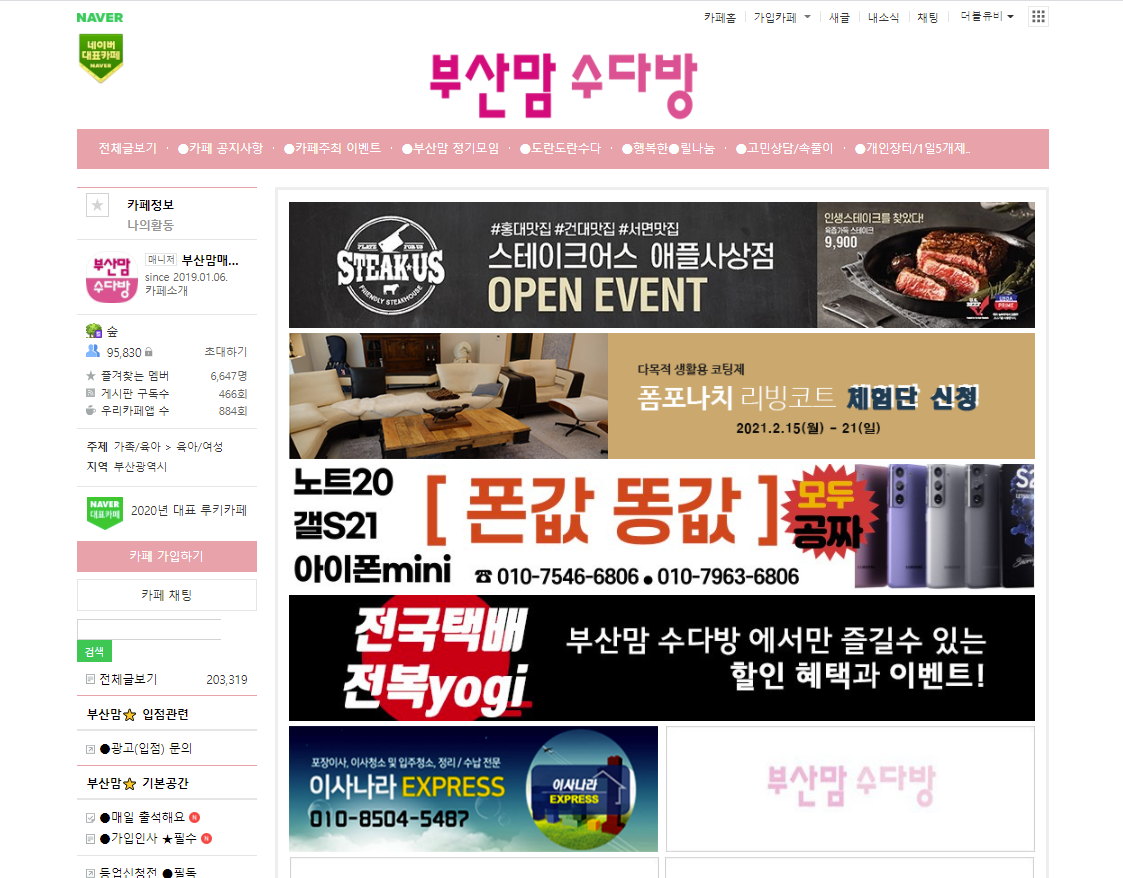 NAVER
카페홈 가입카페 새글 내소식 채팅 더블유비
네이버
대표카페
NAVER
부산맘 수다방
전체글보기 · ●카페 공지사항 · ●카페주최 이벤트 · ●부산맘 정기모임 · ●도란도란수다 · ●행복한●릴나눔 · ●고민상담/속풀이 · ●개인장터/1일5개제..
카페정보
나의활동
부산맘
수다방
매니저 부산맘매...
since 2019.01.06.
카페소개
숲
95,830 초대하기
즐겨찾는 멤버 6,647명
게시판 구독수 466회
우리카페앱 수 884회
주제 가족/육아 > 육아/여성
지역 부산광역시
NAVER
대표카페
2020년 대표 루키카페
카페 가입하기
카페 채팅
검색
전체글보기 203,319
부산맘⭐ 입점관련
●광고(입점) 문의
부산맘⭐ 기본공간
●매일 출석해요 N
●가입인사 ★필수 N
등업신청전 ●필독
PLATE FOR US
STEAK·US
FRIENDLY STEAKHOUSE
#홍대맛집 #건대맛집 #서면맛집
스테이크어스 애플사상점
OPEN EVENT
인생스테이크를 찾았다!
육즙가득 스테이크
9,900
U.S. BEEF
USDA
PRIME
다목적 생활용 코팅제
폼포나치 리빙코트 체험단 신청
2021.2.15(월) - 21(일)
노트20
갤S21
아이폰mini
[ 폰값 똥값 ]
모두
공짜
☎ 010-7546-6806 ● 010-7963-6806
SAMSUNG
전국택배
전복yogi
부산맘 수다방 에서만 즐길수 있는
할인 혜택과 이벤트!
포장이사, 이사청소 및 입주청소, 정리 / 수납 전문
이사나라 EXPRESS
010-8504-5487
이사나라
EXPRESS
부산맘 수다방